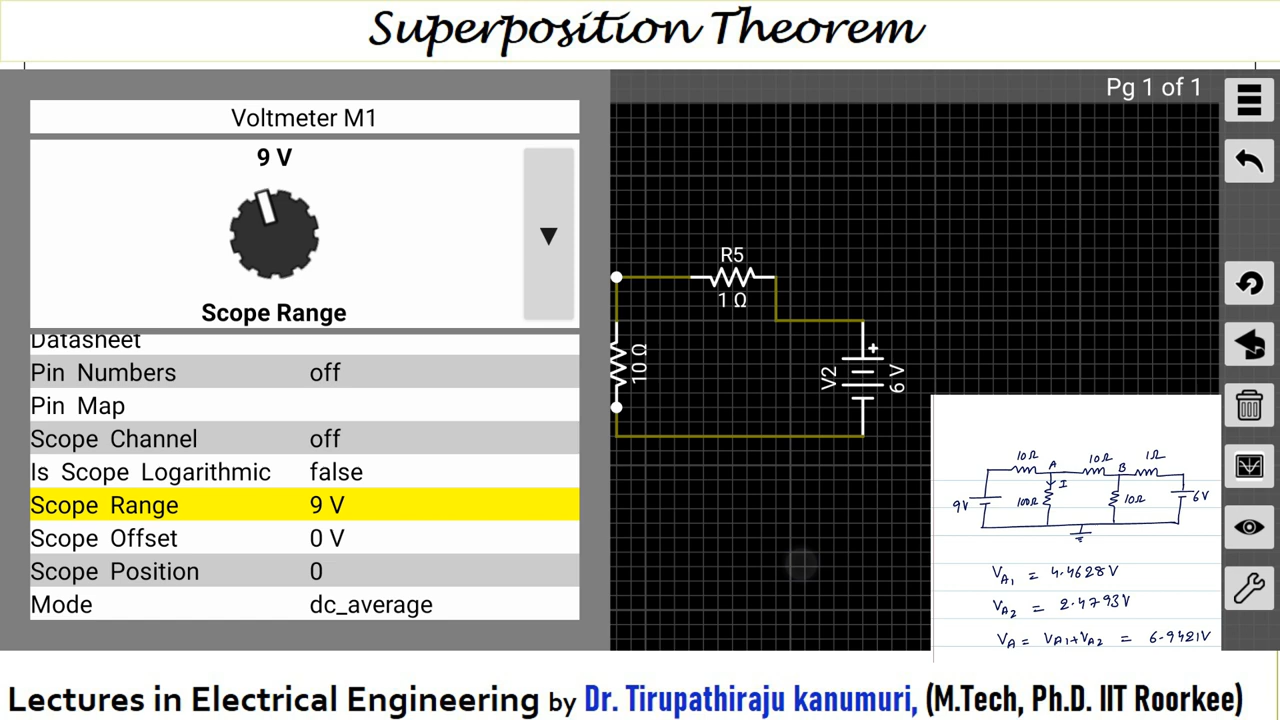 Superposition Theorem
Pg 1 of 1
Voltmeter M1
9 V
▼
Scope Range
Datasheet
Pin Numbers off
Pin Map
Scope Channel off
Is Scope Logarithmic false
Scope Range 9 V
Scope Offset 0 V
Scope Position 0
Mode dc_average
R5
1 Ω
10 Ω
V2
+
6 V
10Ω A 10Ω B 1Ω
I
9V 100Ω 10Ω 6V
VA1 = 4.4628V
VA2 = 2.4793V
VA = VA1+VA2 = 6.9421V
Lectures in Electrical Engineering by Dr. Tirupathiraju kanumuri, (M.Tech, Ph.D. IIT Roorkee)